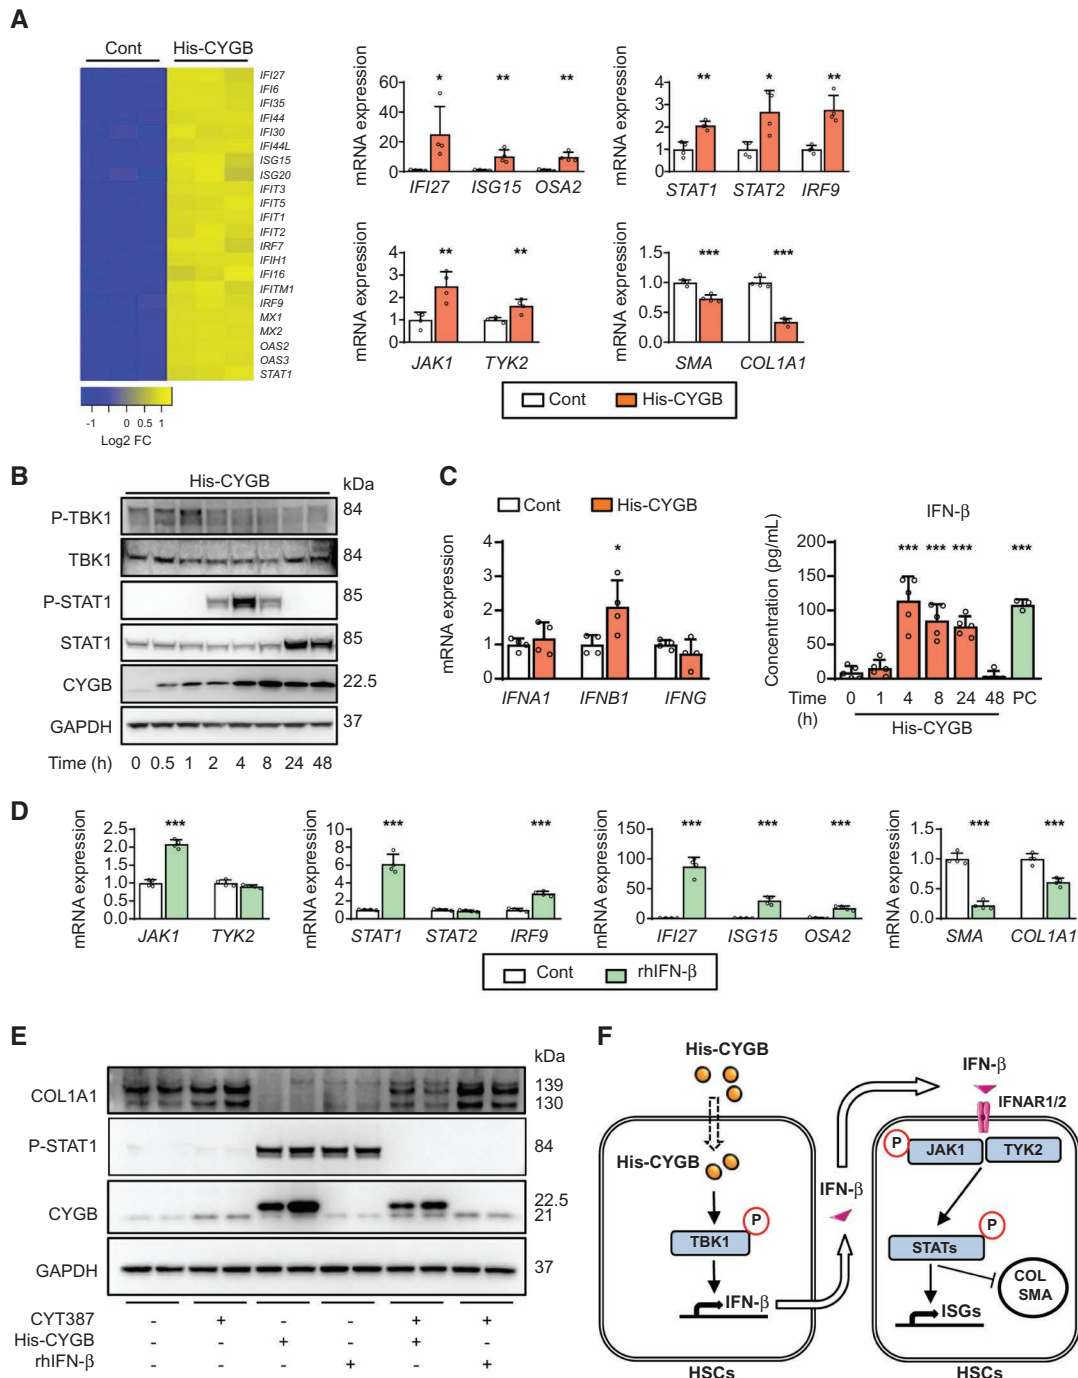 A
Cont His-CYGB
IFI27
IFI6
IFI35
IFI44
IFI30
IFI44L
ISG15
ISG20
IFIT3
IFIT5
IFIT1
IFIT2
IRF7
IFIH1
IFI16
IFITM1
IRF9
MX1
MX2
OAS2
OAS3
STAT1
-1 0 0.5 1
Log2 FC
mRNA expression
60
40
20
0
* ** **
IFI27 ISG15 OSA2
mRNA expression
4
3
2
1
0
** * **
STAT1 STAT2 IRF9
mRNA expression
4
3
2
1
0
** **
JAK1 TYK2
mRNA expression
1.5
1.0
0.5
0.0
*** ***
SMA COL1A1
Cont His-CYGB
B
His-CYGB
kDa
P-TBK1 84
TBK1 84
P-STAT1 85
STAT1 85
CYGB 22.5
GAPDH 37
Time (h) 0 0.5 1 2 4 8 24 48
C
Cont His-CYGB
mRNA expression
4
3
2
1
0
*
IFNA1 IFNB1 IFNG
IFN-β
Concentration (pg/mL)
200
150
100
50
0
*** *** *** ***
Time (h) 0 1 4 8 24 48 PC
His-CYGB
D
mRNA expression
2.5
2.0
1.5
1.0
0.5
0.0
***
JAK1 TYK2
mRNA expression
10
8
6
4
2
0
*** ***
STAT1 STAT2 IRF9
mRNA expression
150
100
50
0
*** *** ***
IFI27 ISG15 OSA2
mRNA expression
1.5
1.0
0.5
0.0
*** ***
SMA COL1A1
Cont rhIFN-β
E
kDa
COL1A1 139
130
P-STAT1 84
CYGB 22.5
21
GAPDH 37
CYT387 - + - - + +
His-CYGB - - + - + -
rhIFN-β - - - + - +
F
His-CYGB
His-CYGB
P
TBK1
IFN-β
HSCs
IFN-β
IFN-β
IFNAR1/2
P
JAK1 TYK2
P
STATs
COL
SMA
ISGs
HSCs